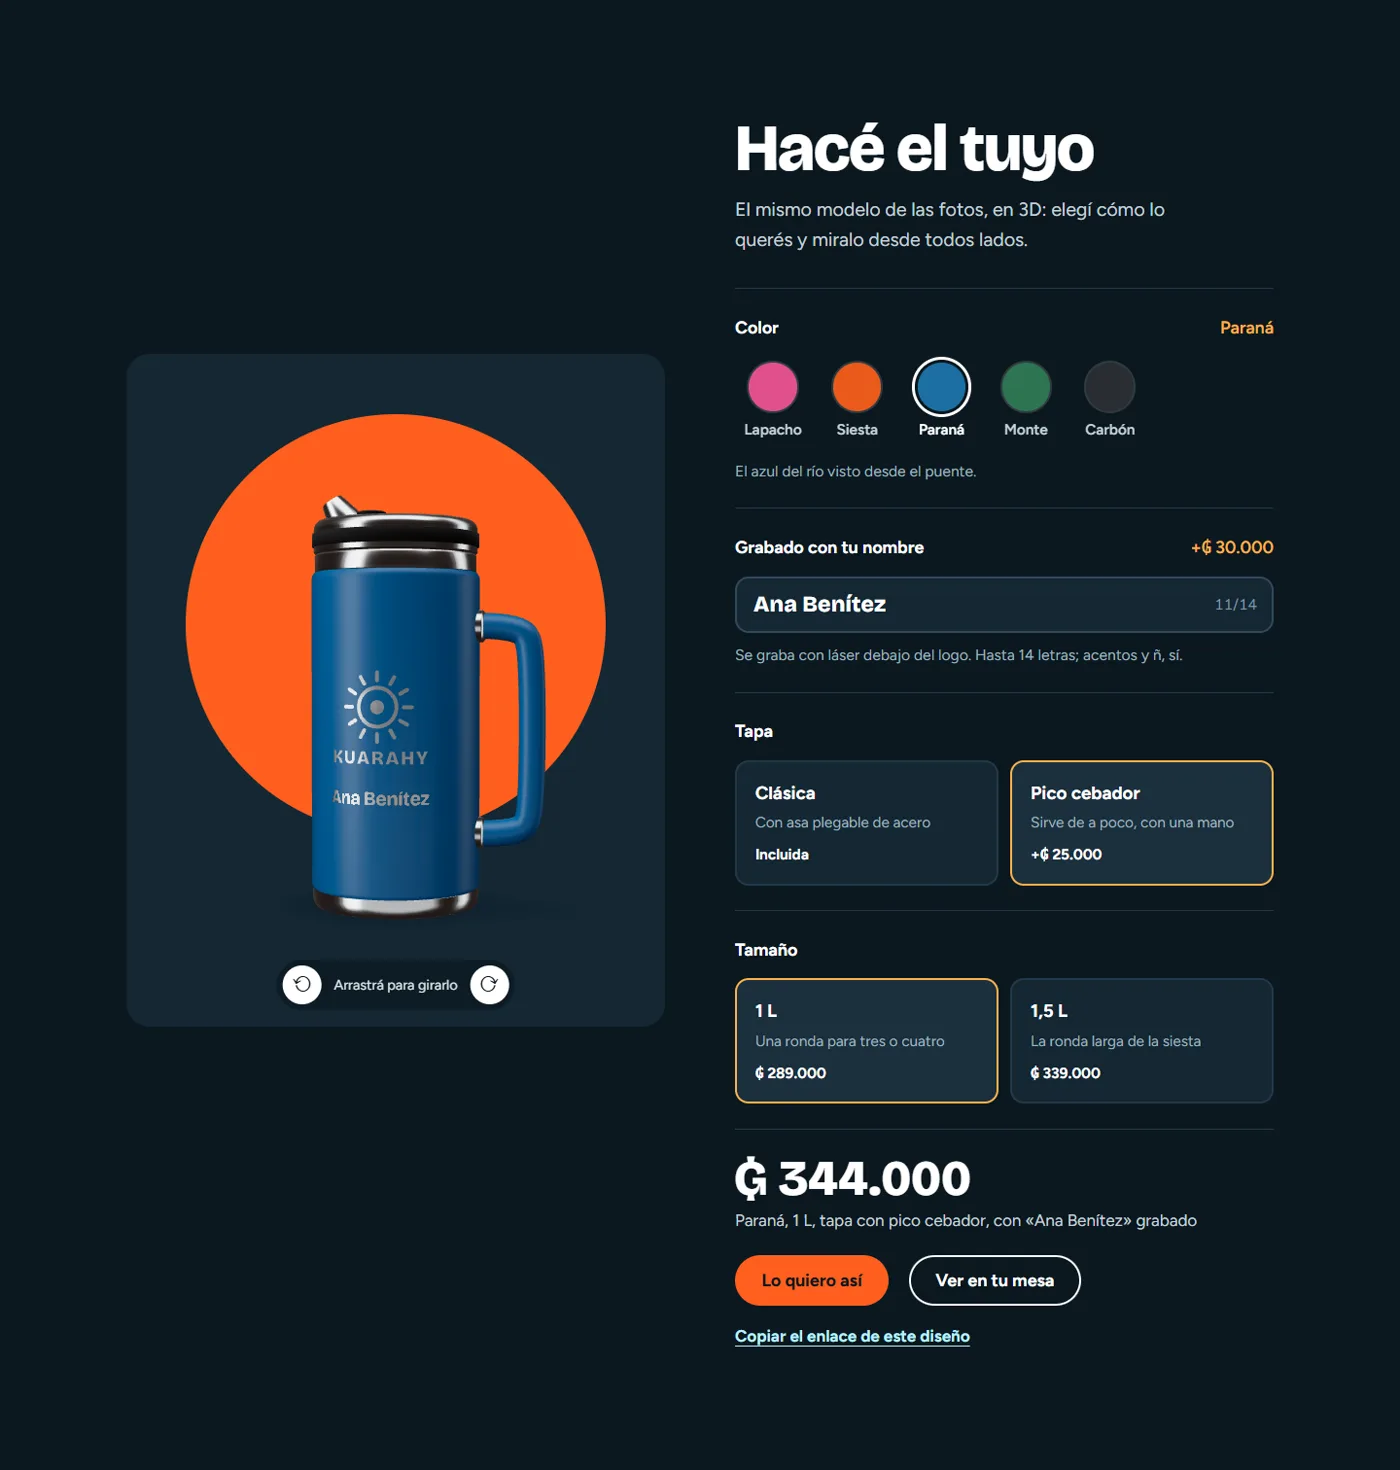 Hacé el tuyo
El mismo modelo de las fotos, en 3D: elegí cómo lo
querés y miralo desde todos lados.
Color
Paraná
Lapacho
Siesta
Paraná
Monte
Carbón
El azul del río visto desde el puente.
Grabado con tu nombre
+₲ 30.000
Ana Benítez
11/14
Se graba con láser debajo del logo. Hasta 14 letras; acentos y ñ, sí.
Tapa
Clásica
Con asa plegable de acero
Incluida
Pico cebador
Sirve de a poco, con una mano
+₲ 25.000
Tamaño
1 L
Una ronda para tres o cuatro
₲ 289.000
1,5 L
La ronda larga de la siesta
₲ 339.000
₲ 344.000
Paraná, 1 L, tapa con pico cebador, con «Ana Benítez» grabado
Lo quiero así
Ver en tu mesa
Copiar el enlace de este diseño
KUARAHY
Ana Benítez
Arrastrá para girarlo